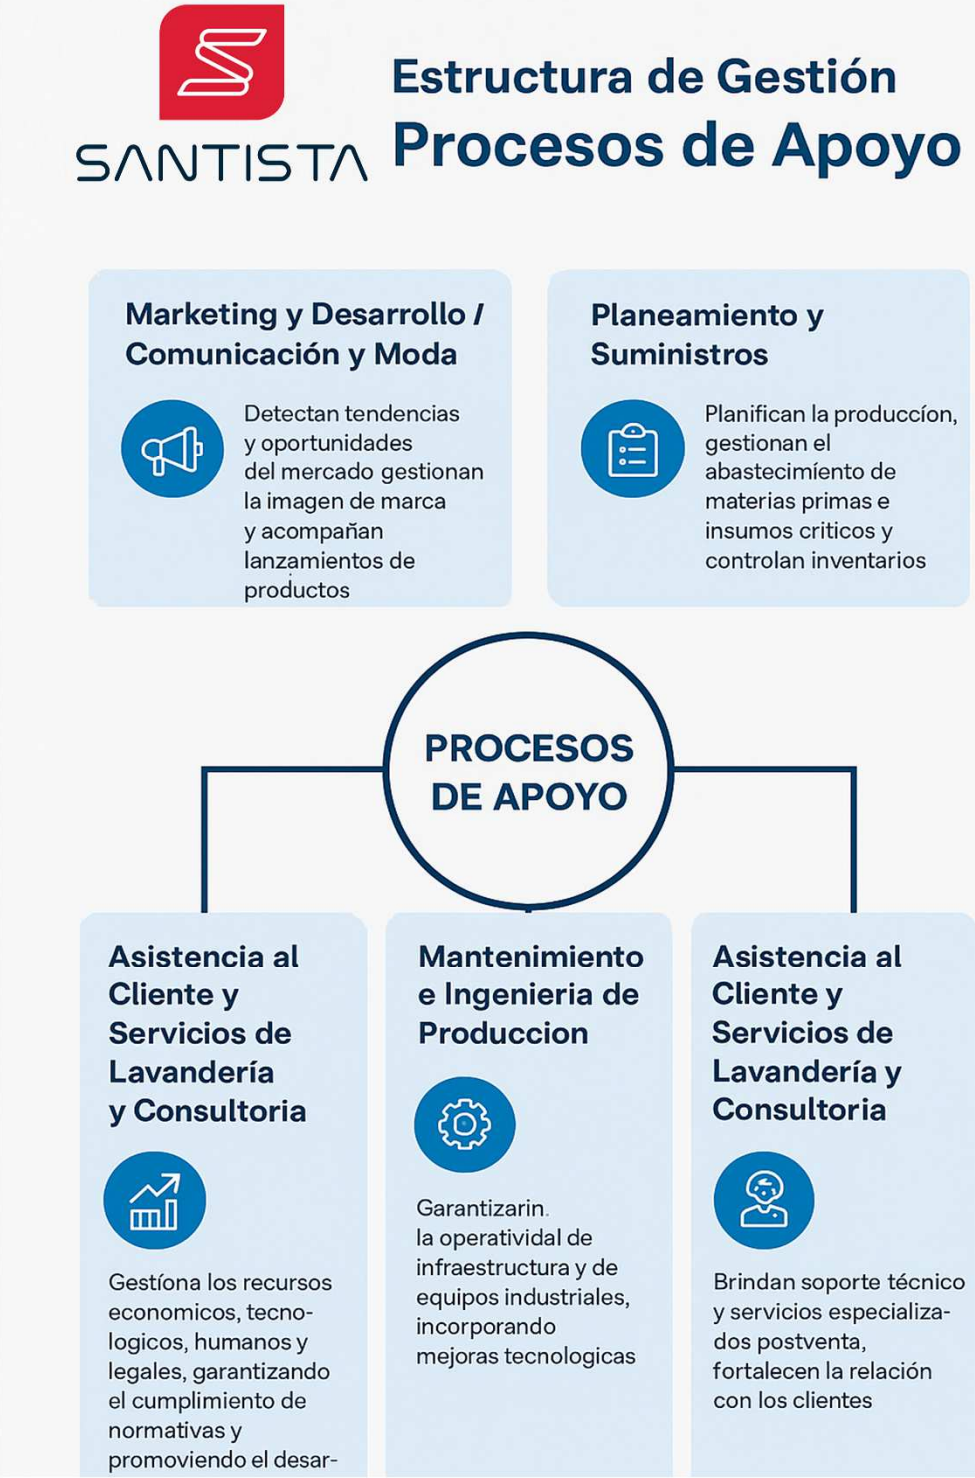 SANTISTA
Estructura de Gestión
Procesos de Apoyo
Marketing y Desarrollo /
Comunicación y Moda
Detectan tendencias
y oportunidades
del mercado gestionan
la imagen de marca
y acompañan
lanzamientos de
productos
Planeamiento y
Suministros
Planifican la produccíon,
gestionan el
abastecimíento de
materias primas e
insumos criticos y
controlan inventarios
PROCESOS
DE APOYO
Asistencia al
Cliente y
Servicios de
Lavandería
y Consultoria
Gestíona los recursos
economicos, tecno-
logicos, humanos y
legales, garantizando
el cumplimiento de
normativas y
promoviendo el desar-
Mantenimiento
e Ingenieria de
Produccion
Garantizarin.
la operatividal de
infraestructura y de
equipos industriales,
incorporando
mejoras tecnologicas
Asistencia al
Cliente y
Servicios de
Lavandería y
Consultoria
Brindan soporte técnico
y servicios especializa-
dos postventa,
fortalecen la relación
con los clientes